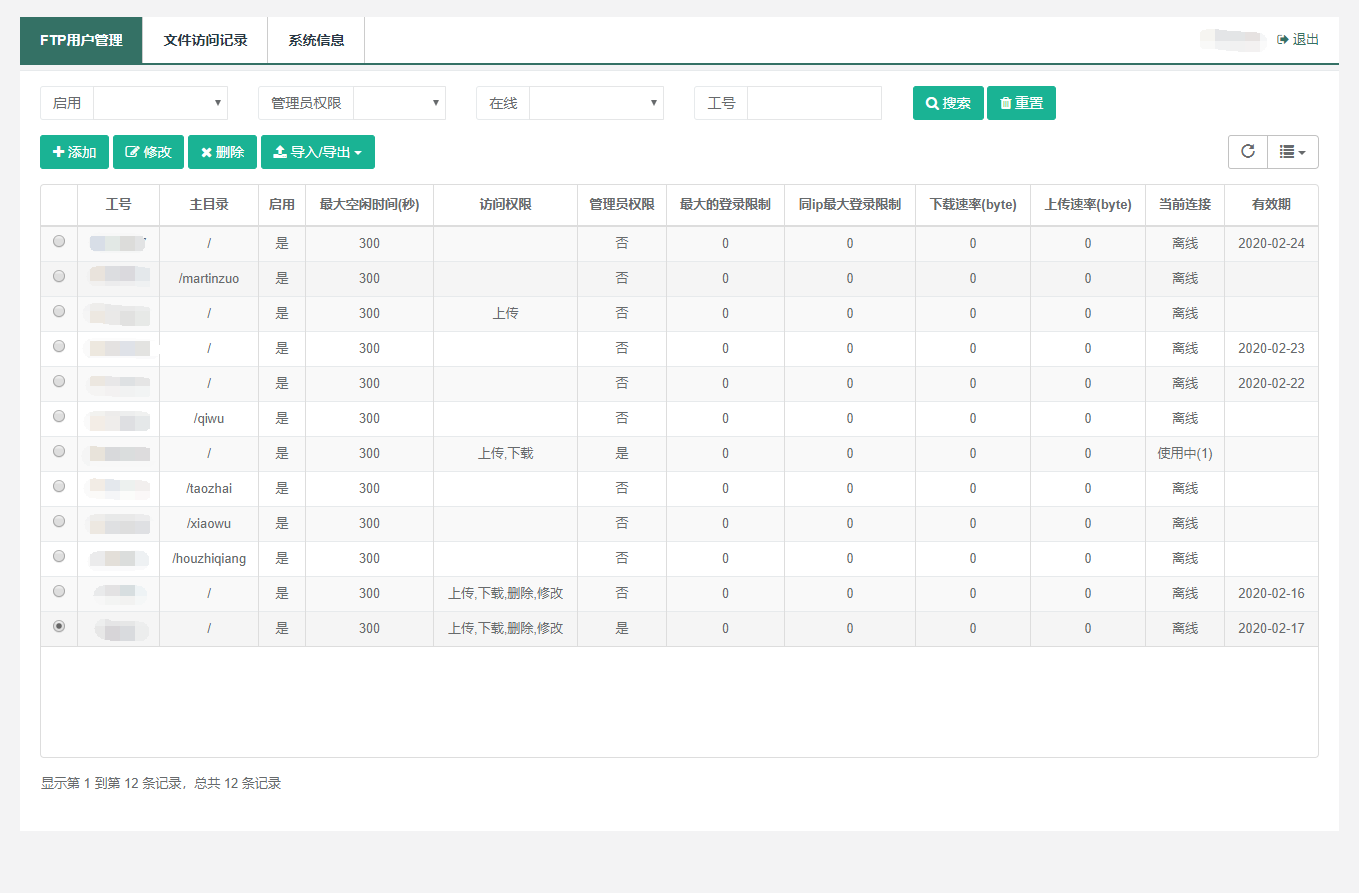 FTP用户管理 文件访问记录 系统信息 退出
启用 管理员权限 在线 工号 搜索 重置
添加 修改 删除 导入/导出
工号 主目录 启用 最大空闲时间(秒) 访问权限 管理员权限 最大的登录限制 同ip最大登录限制 下载速率(byte) 上传速率(byte) 当前连接 有效期
/ 是 300 否 0 0 0 0 离线 2020-02-24
/martinzuo 是 300 否 0 0 0 0 离线
/ 是 300 上传 否 0 0 0 0 离线
/ 是 300 否 0 0 0 0 离线 2020-02-23
/ 是 300 否 0 0 0 0 离线 2020-02-22
/qiwu 是 300 否 0 0 0 0 离线
/ 是 300 上传,下载 是 0 0 0 0 使用中(1)
/taozhai 是 300 否 0 0 0 0 离线
/xiaowu 是 300 否 0 0 0 0 离线
/houzhiqiang 是 300 否 0 0 0 0 离线
/ 是 300 上传,下载,删除,修改 否 0 0 0 0 离线 2020-02-16
/ 是 300 上传,下载,删除,修改 是 0 0 0 0 离线 2020-02-17
显示第 1 到第 12 条记录，总共 12 条记录